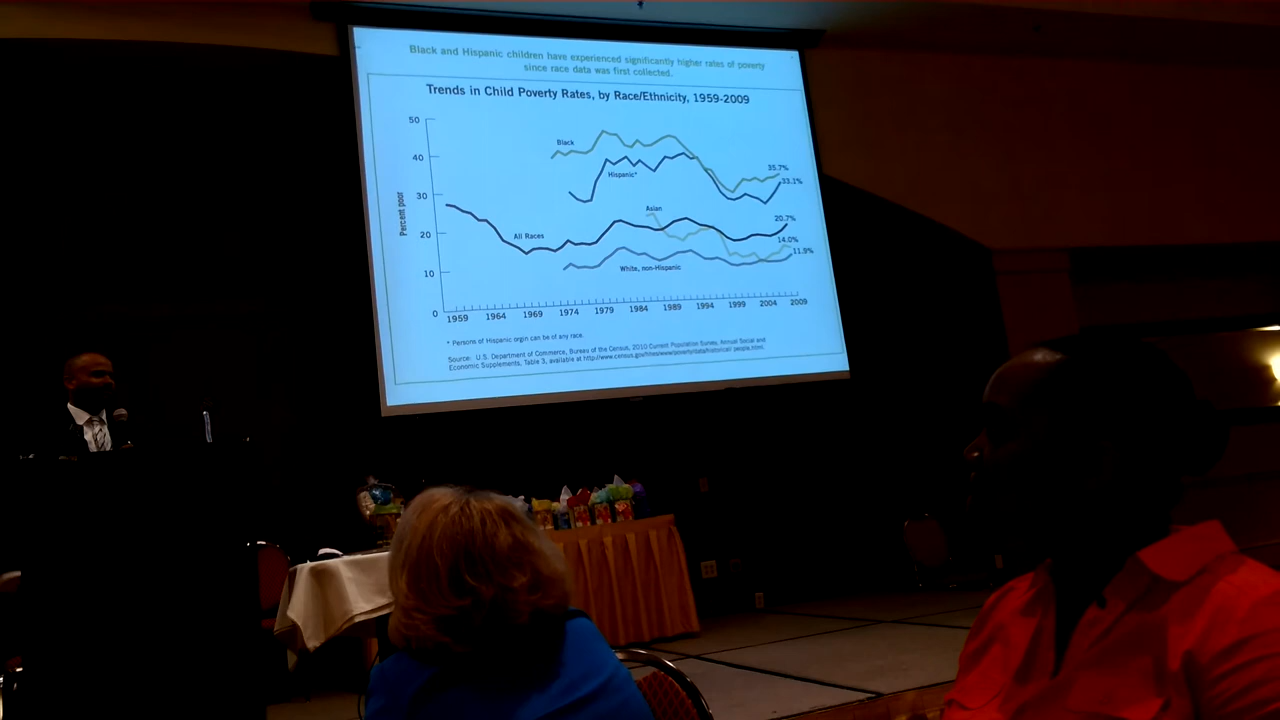 Black and Hispanic children have experienced significantly higher rates of poverty
since race data was first collected.
Trends in Child Poverty Rates, by Race/Ethnicity, 1959-2009
50
40
30
20
10
0
Percent poor
Black
Hispanic*
Asian
All Races
White, non-Hispanic
35.7%
33.1%
20.7%
14.0%
11.9%
1959 1964 1969 1974 1979 1984 1989 1994 1999 2004 2009
* Persons of Hispanic orgin can be of any race.
Source: U.S. Department of Commerce, Bureau of the Census, 2010 Current Population Survey, Annual Social and
Economic Supplements, Table 3, available at http://www.census.gov/hhes/www/poverty/data/historical/ people.html.